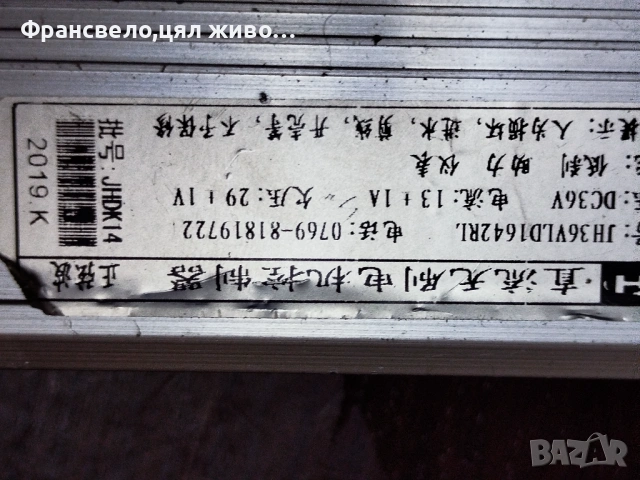 Франсвело,цял живо…
直流无刷电机控制器 正弦波
JH36VLD1642RL 电话：0769-81819722
DC36V 电流：13±1A 欠压：29±1V
低刹 助力 仪表
提示：人为损坏，进水，剪线，开壳等，不予保修
批号：JHDK14
2019.K
BAZAR